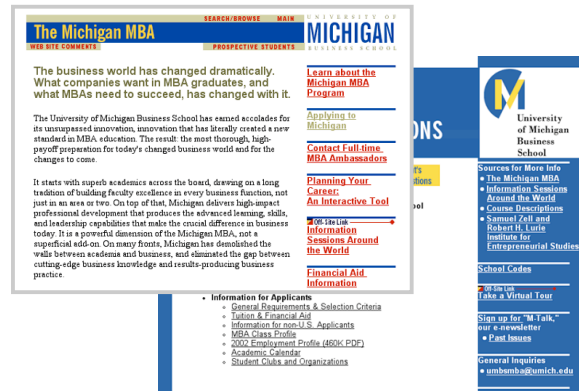 SEARCH/BROWSE MAIN
UNIVERSITY OF
The Michigan MBA
MICHIGAN
WEB SITE COMMENTS
PROSPECTIVE STUDENTS
BUSINESS SCHOOL
The business world has changed dramatically.
What companies want in MBA graduates, and
what MBAs need to succeed, has changed with it.
The University of Michigan Business School has earned accolades for
its unsurpassed innovation, innovation that has literally created a new
standard in MBA education. The result: the most thorough, high-
payoff preparation for today's changed business world and for the
changes to come.
It starts with superb academics across the board, drawing on a long
tradition of building faculty excellence in every business function, not
just in an area or two. On top of that, Michigan delivers high-impact
professional development that produces the advanced learning, skills,
and leadership capabilities that make the crucial difference in business
today. It is a powerful dimension of the Michigan MBA, not a
superficial add-on. On many fronts, Michigan has demolished the
walls between academia and business, and eliminated the gap between
cutting-edge business knowledge and results-producing business
practice.
Learn about the
Michigan MBA
Program
Applying to
Michigan
Contact Full-time
MBA Ambassadors
Planning Your
Career:
An Interactive Tool
Off-Site Link
Information
Sessions Around
the World
Financial Aid
Information
ONS
• Information for Applicants
General Requirements & Selection Criteria
Tuition & Financial Aid
Information for non-U.S. Applicants
MBA Class Profile
2002 Employment Profile (460K PDF)
Academic Calendar
Student Clubs and Organizations
University
of Michigan
Business
School
Sources for More Info
• The Michigan MBA
• Information Sessions
Around the World
• Course Descriptions
• Samuel Zell and
Robert H. Lurie
Institute for
Entrepreneurial Studies
School Codes
Off-Site Link
Take a Virtual Tour
Sign up for "M-Talk,"
our e-newsletter
• Past Issues
General Inquiries
• umbsmba@umich.edu